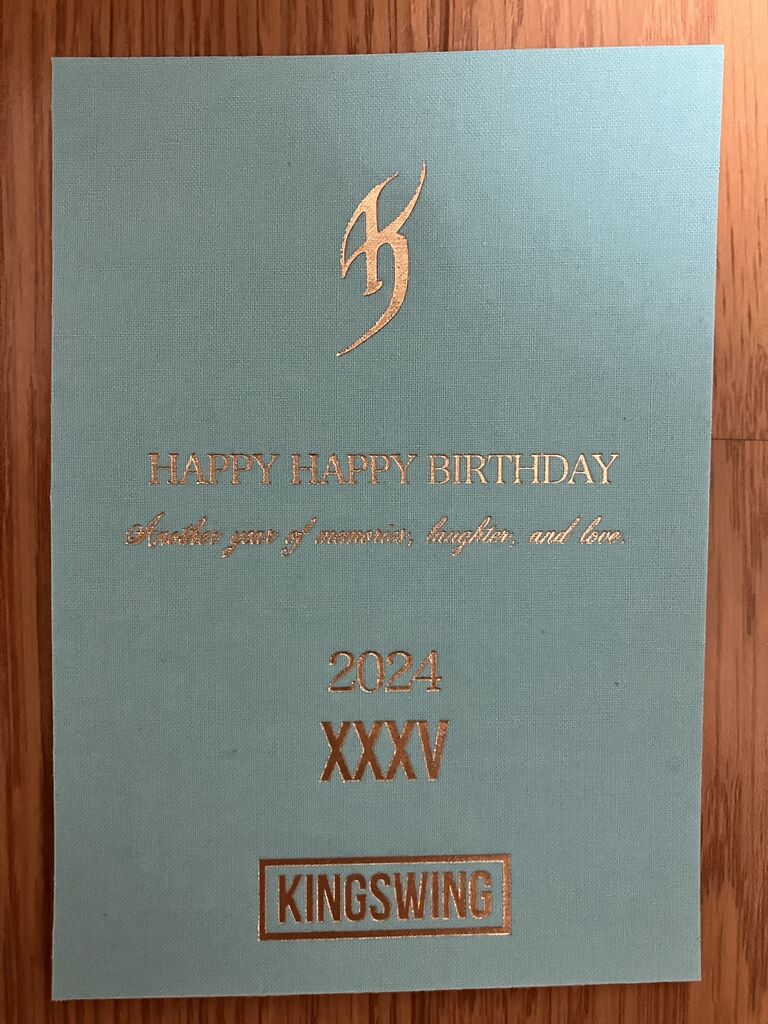 HAPPY HAPPY BIRTHDAY
Another year of memories, laughter, and love.
2024
XXXV
KINGSWING